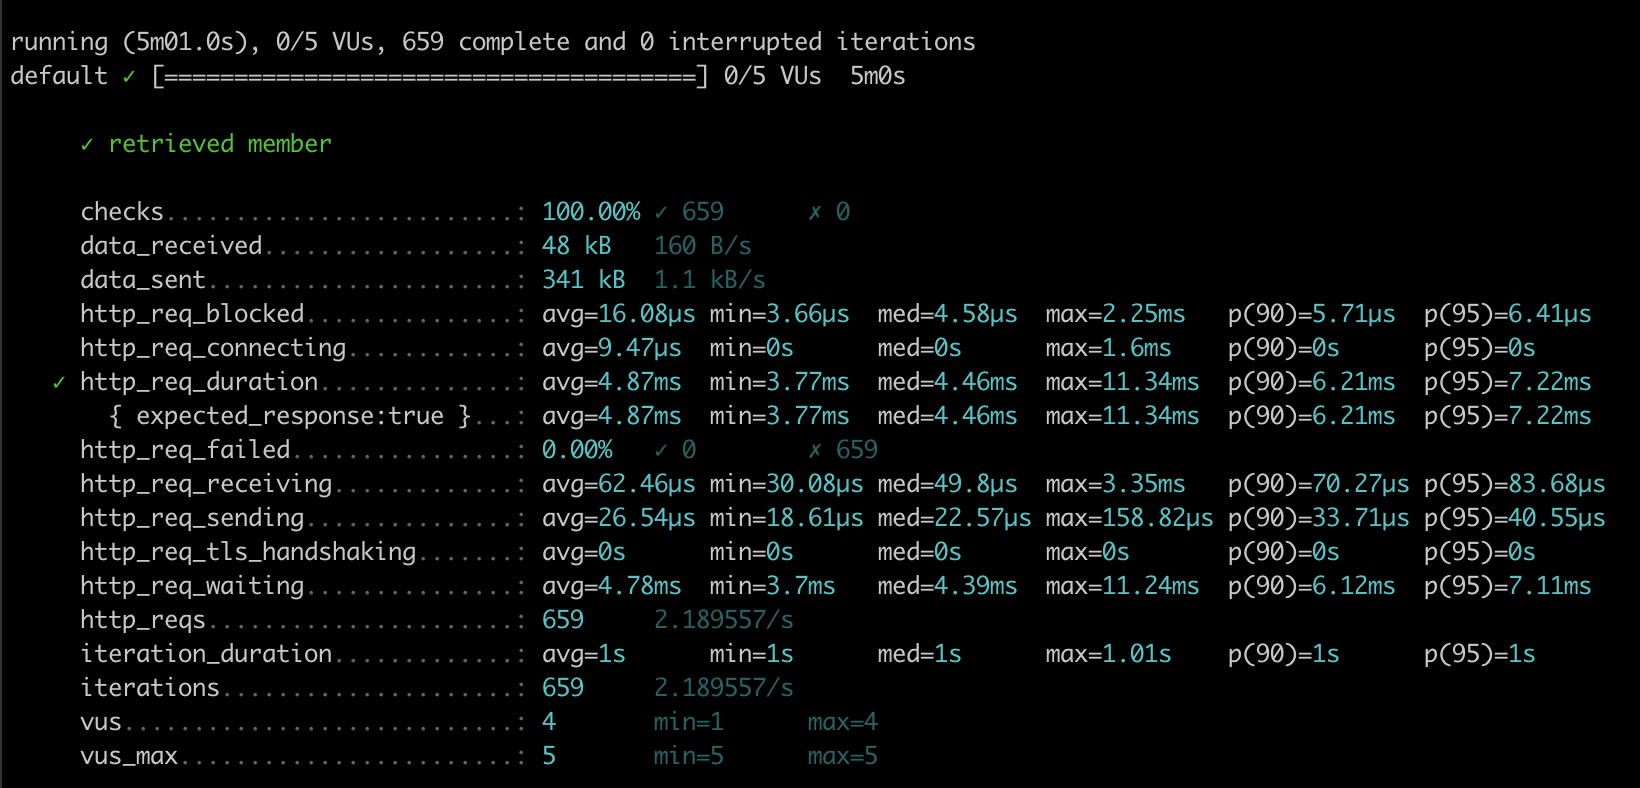 running (5m01.0s), 0/5 VUs, 659 complete and 0 interrupted iterations
default ✓ [======================================] 0/5 VUs  5m0s
✓ retrieved member
checks.........................: 100.00% ✓ 659      ✗ 0
data_received..................: 48 kB   160 B/s
data_sent......................: 341 kB  1.1 kB/s
http_req_blocked...............: avg=16.08µs min=3.66µs  med=4.58µs  max=2.25ms   p(90)=5.71µs  p(95)=6.41µs
http_req_connecting............: avg=9.47µs  min=0s      med=0s      max=1.6ms    p(90)=0s      p(95)=0s
✓ http_req_duration..............: avg=4.87ms  min=3.77ms  med=4.46ms  max=11.34ms  p(90)=6.21ms  p(95)=7.22ms
{ expected_response:true }...: avg=4.87ms  min=3.77ms  med=4.46ms  max=11.34ms  p(90)=6.21ms  p(95)=7.22ms
http_req_failed................: 0.00%   ✓ 0        ✗ 659
http_req_receiving.............: avg=62.46µs min=30.08µs med=49.8µs  max=3.35ms   p(90)=70.27µs p(95)=83.68µs
http_req_sending...............: avg=26.54µs min=18.61µs med=22.57µs max=158.82µs p(90)=33.71µs p(95)=40.55µs
http_req_tls_handshaking.......: avg=0s      min=0s      med=0s      max=0s       p(90)=0s      p(95)=0s
http_req_waiting...............: avg=4.78ms  min=3.7ms   med=4.39ms  max=11.24ms  p(90)=6.12ms  p(95)=7.11ms
http_reqs......................: 659     2.189557/s
iteration_duration.............: avg=1s      min=1s      med=1s      max=1.01s    p(90)=1s      p(95)=1s
iterations.....................: 659     2.189557/s
vus............................: 4       min=1      max=4
vus_max........................: 5       min=5      max=5